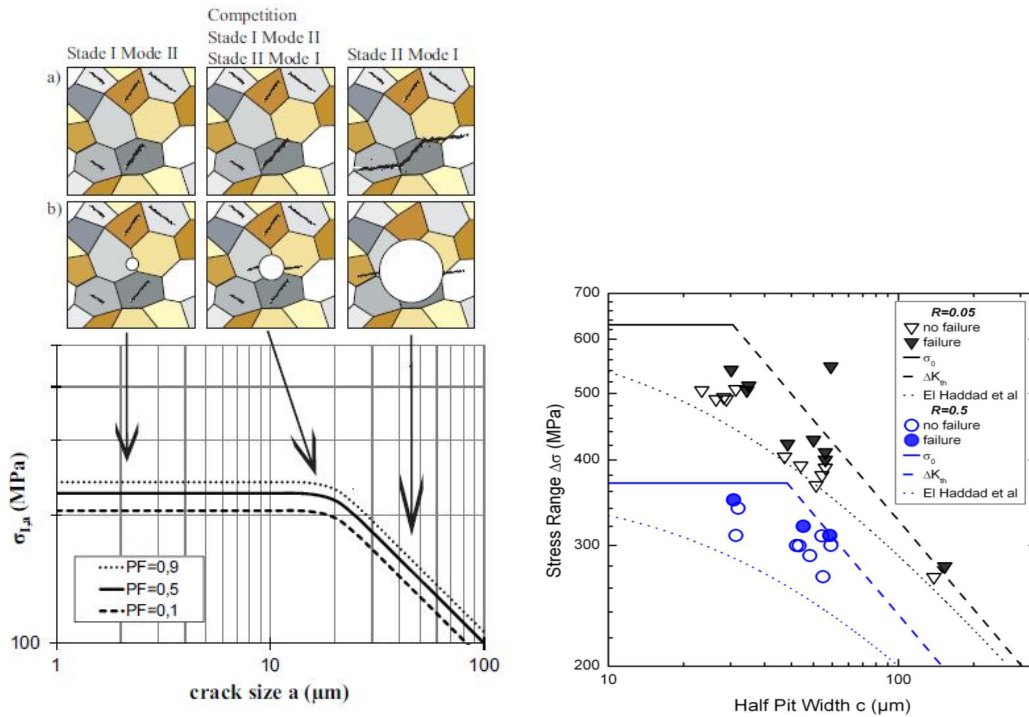 Competition
Stade I Mode II
Stade I Mode II
Stade II Mode I
Stade II Mode I
a)
b)
σI,a (MPa)
PF=0,9
PF=0,5
PF=0,1
100
1
10
100
crack size a (μm)
700
600
500
400
300
200
Stress Range Δσ (MPa)
R=0.05
no failure
failure
σ0
ΔKth
El Haddad et al
R=0.5
no failure
failure
σ0
ΔKth
El Haddad et al
10
100
Half Pit Width c (μm)